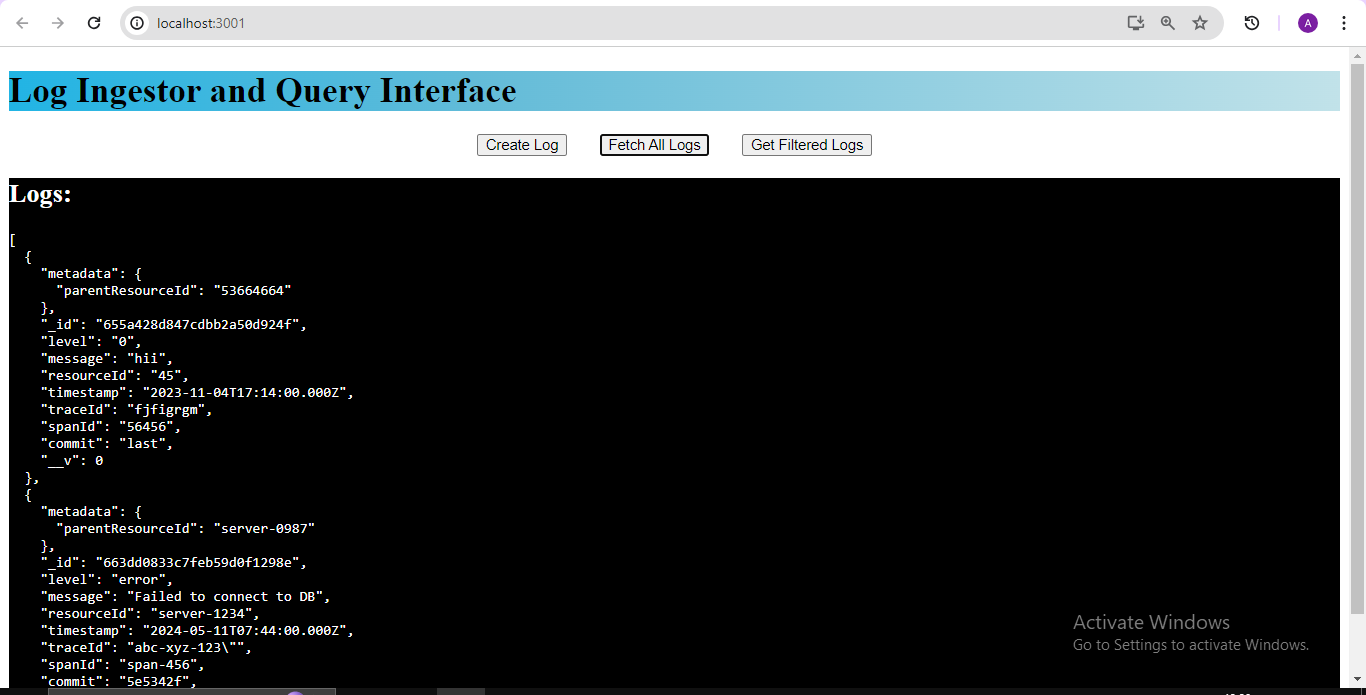 localhost:3001
A
Log Ingestor and Query Interface
Create Log
Fetch All Logs
Get Filtered Logs
Logs:
[
  {
    "metadata": {
      "parentResourceId": "53664664"
    },
    "_id": "655a428d847cdbb2a50d924f",
    "level": "0",
    "message": "hii",
    "resourceId": "45",
    "timestamp": "2023-11-04T17:14:00.000Z",
    "traceId": "fjfigrgm",
    "spanId": "56456",
    "commit": "last",
    "__v": 0
  },
  {
    "metadata": {
      "parentResourceId": "server-0987"
    },
    "_id": "663dd0833c7feb59d0f1298e",
    "level": "error",
    "message": "Failed to connect to DB",
    "resourceId": "server-1234",
    "timestamp": "2024-05-11T07:44:00.000Z",
    "traceId": "abc-xyz-123\"",
    "spanId": "span-456",
    "commit": "5e5342f",
Activate Windows
Go to Settings to activate Windows.